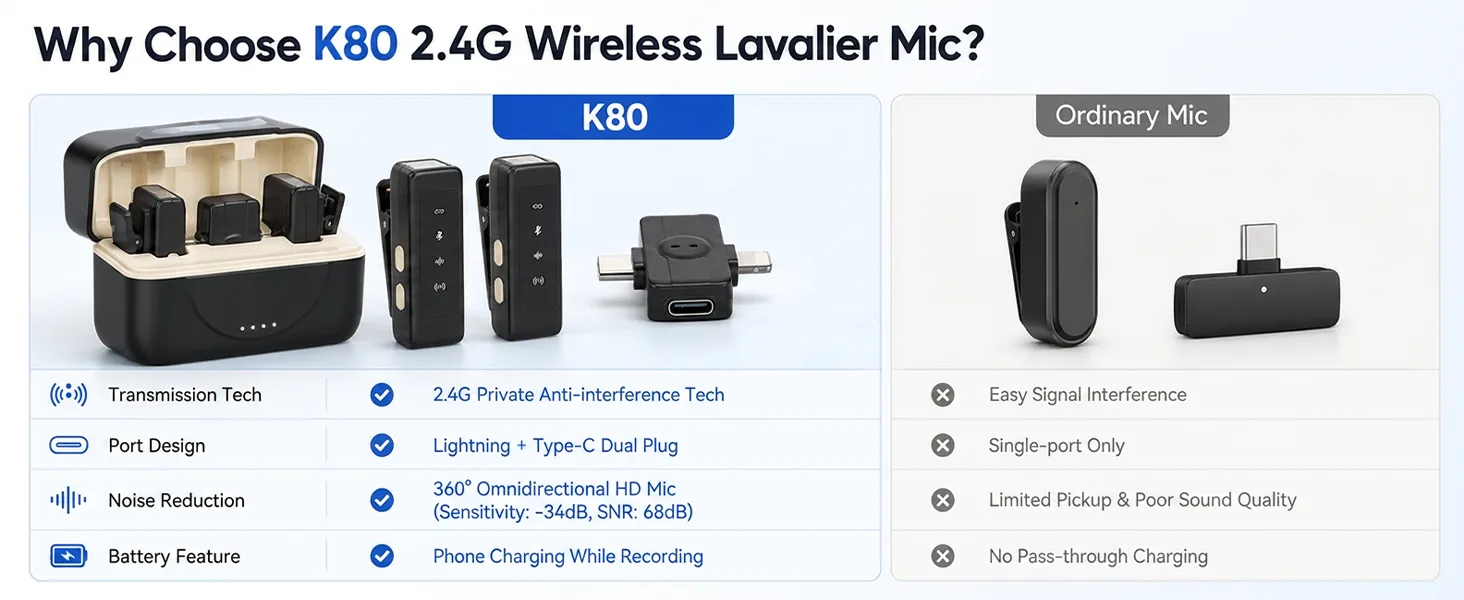 Why Choose K80 2.4G Wireless Lavalier Mic?
K80
Ordinary Mic
Transmission Tech
2.4G Private Anti-interference Tech
Easy Signal Interference
Port Design
Lightning + Type-C Dual Plug
Single-port Only
Noise Reduction
360° Omnidirectional HD Mic
(Sensitivity: -34dB, SNR: 68dB)
Limited Pickup & Poor Sound Quality
Battery Feature
Phone Charging While Recording
No Pass-through Charging